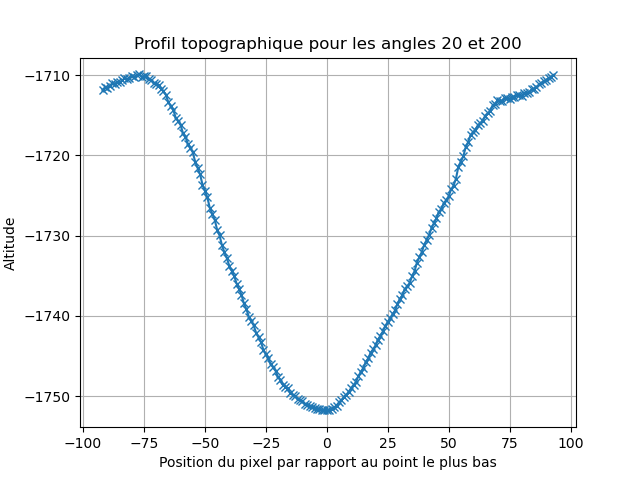 Profil topographique pour les angles 20 et 200
Altitude
−1710
−1720
−1730
−1740
−1750
−100 −75 −50 −25 0 25 50 75 100
Position du pixel par rapport au point le plus bas